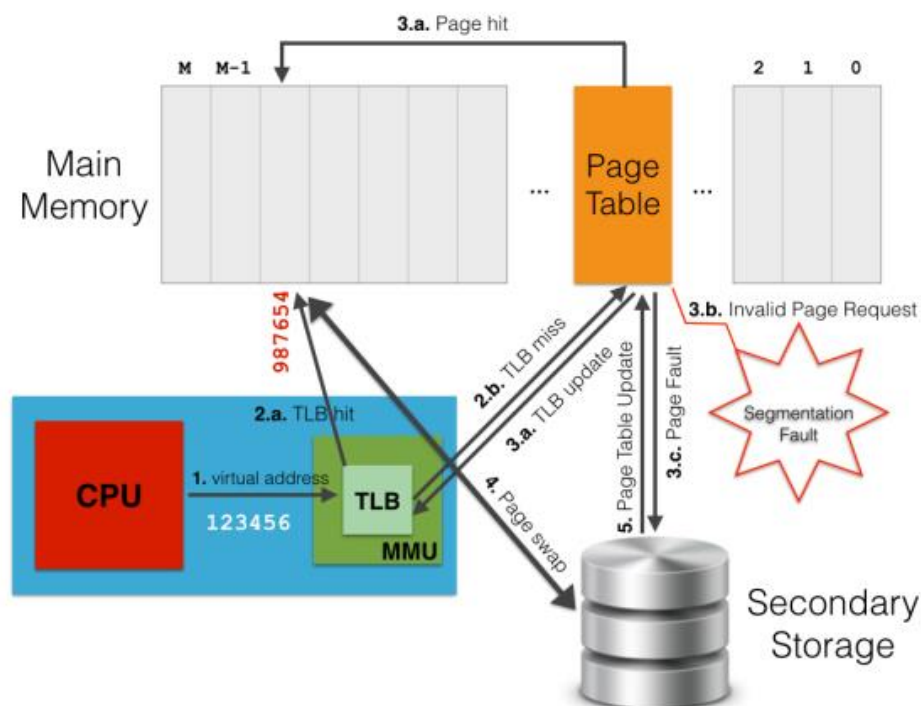 3.a. Page hit
M M-1
2 1 0
Main
Memory
...
Page
Table
...
987654
3.b. Invalid Page Request
2.b. TLB miss
3.a. TLB update
5. Page Table Update
3.c. Page Fault
Segmentation
Fault
2.a. TLB hit
CPU
1. virtual address
123456
TLB
MMU
4. Page swap
Secondary
Storage